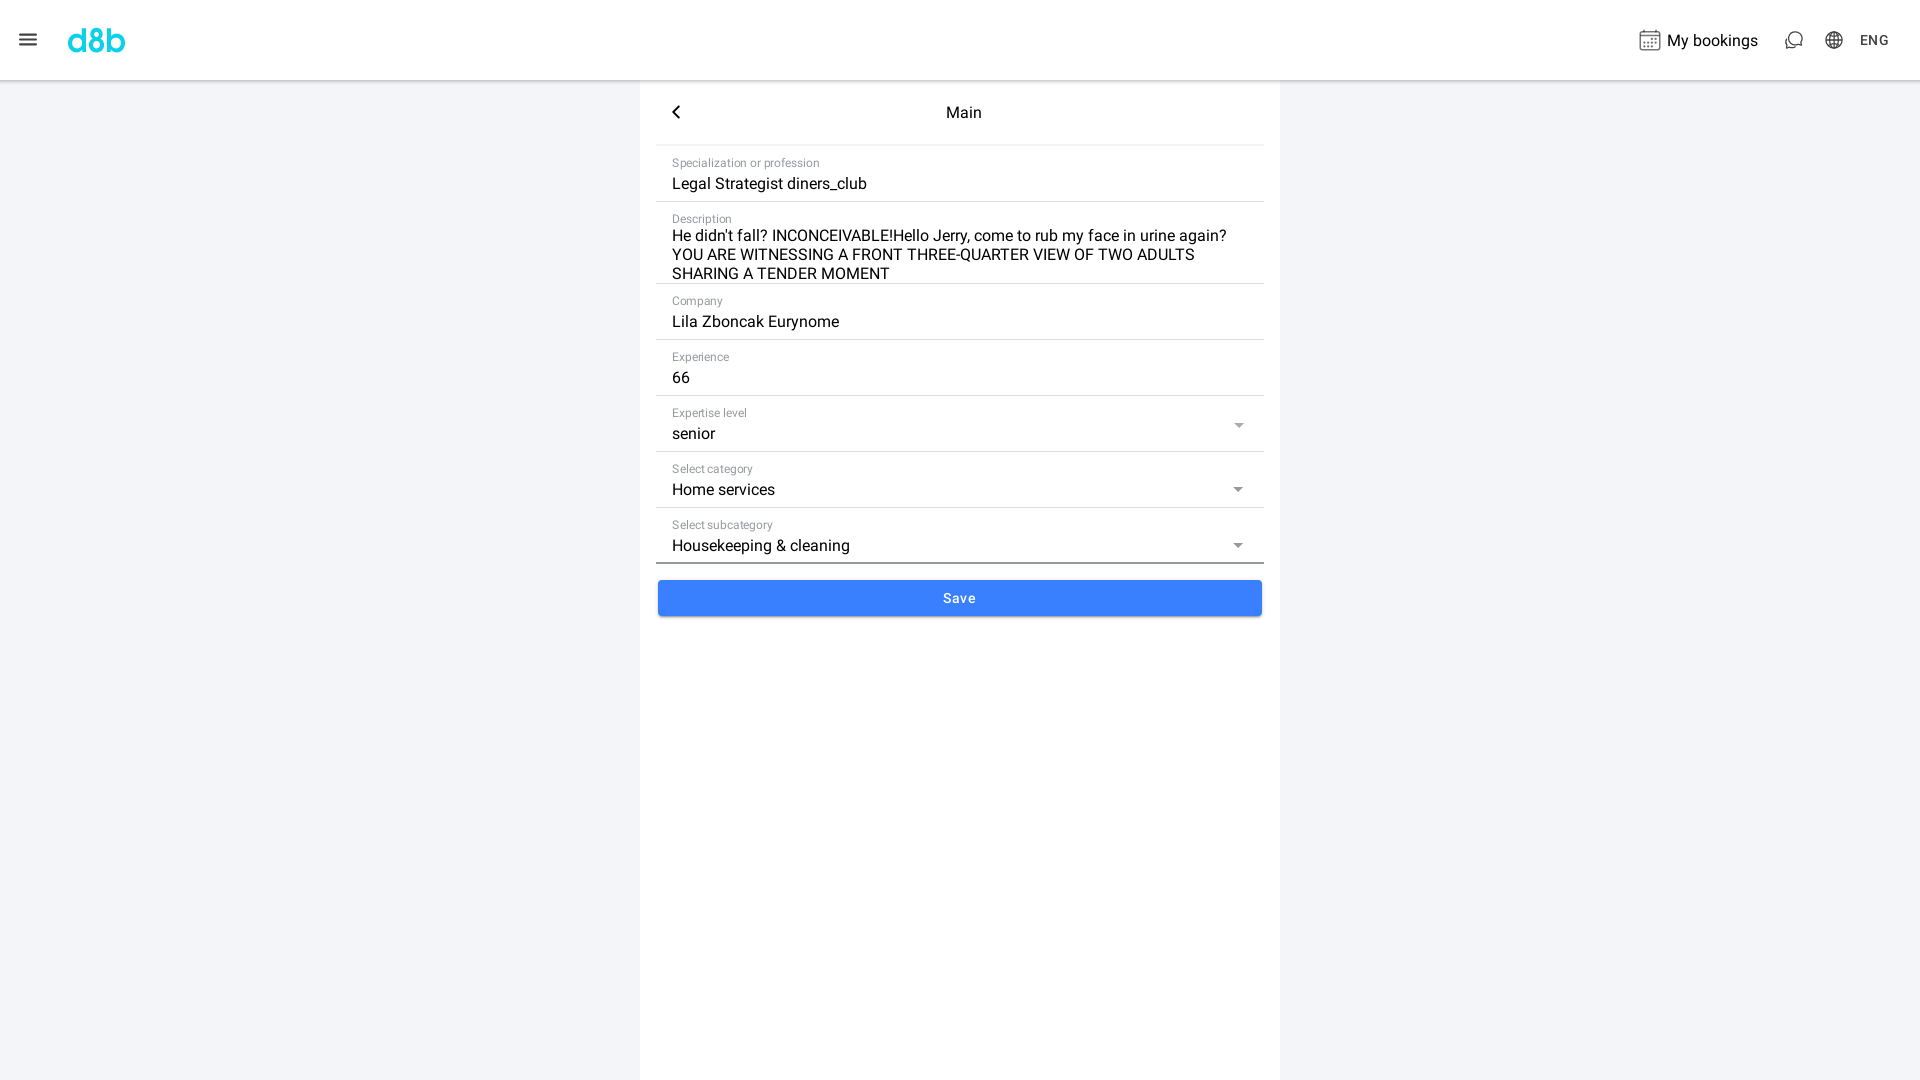 d8b
My bookings
ENG
Main
Specialization or profession
Legal Strategist diners_club
Description
He didn't fall? INCONCEIVABLE!Hello Jerry, come to rub my face in urine again?
YOU ARE WITNESSING A FRONT THREE-QUARTER VIEW OF TWO ADULTS
SHARING A TENDER MOMENT
Company
Lila Zboncak Eurynome
Experience
66
Expertise level
senior
Select category
Home services
Select subcategory
Housekeeping & cleaning
Save